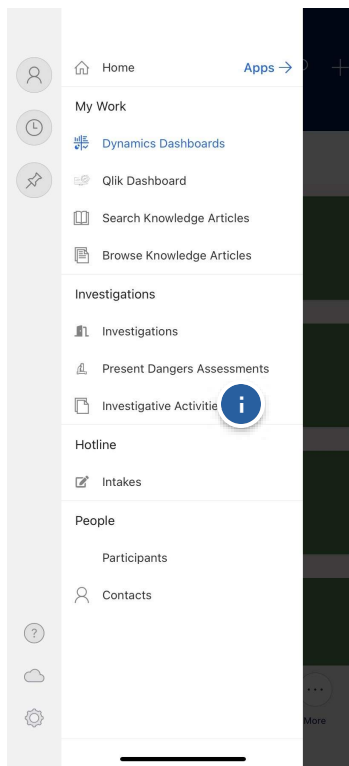 Home Apps →
My Work
Dynamics Dashboards
Qlik Dashboard
Search Knowledge Articles
Browse Knowledge Articles
Investigations
Investigations
Present Dangers Assessments
Investigative Activitie
i
Hotline
Intakes
People
Participants
Contacts
?
More